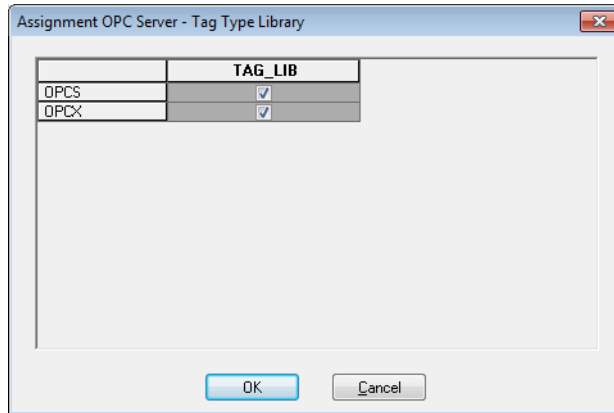 Assignment OPC Server - Tag Type Library
TAG_LIB
OPCS
OPCX
OK
Cancel